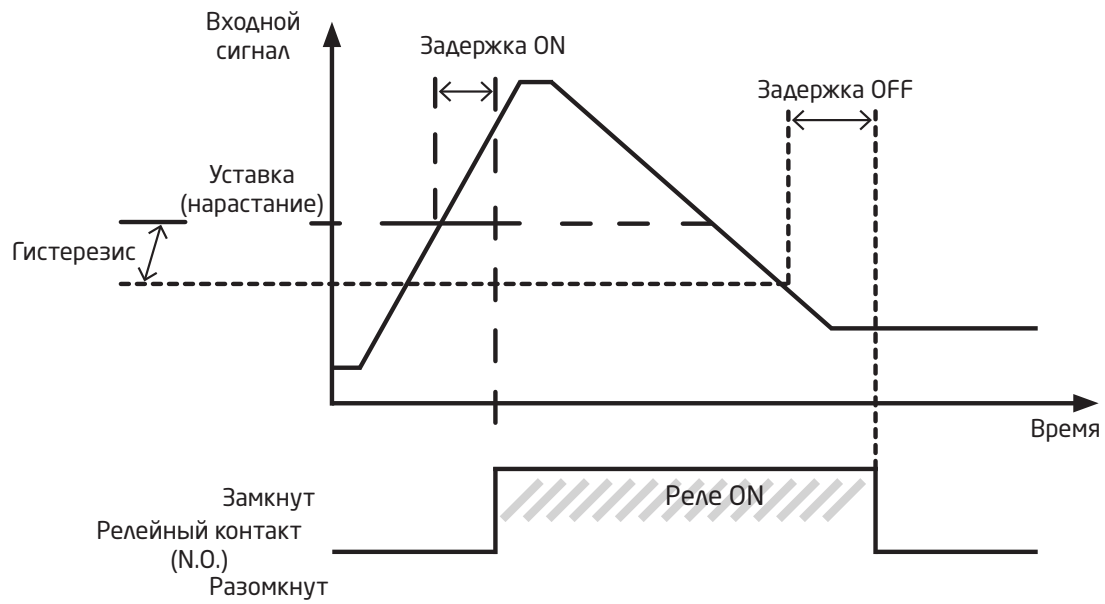 Входной
сигнал
Задержка ON
Задержка OFF
Уставка
(нарастание)
Гистерезис
Время
Замкнут
Реле ON
Релейный контакт
(N.O.)
Разомкнут